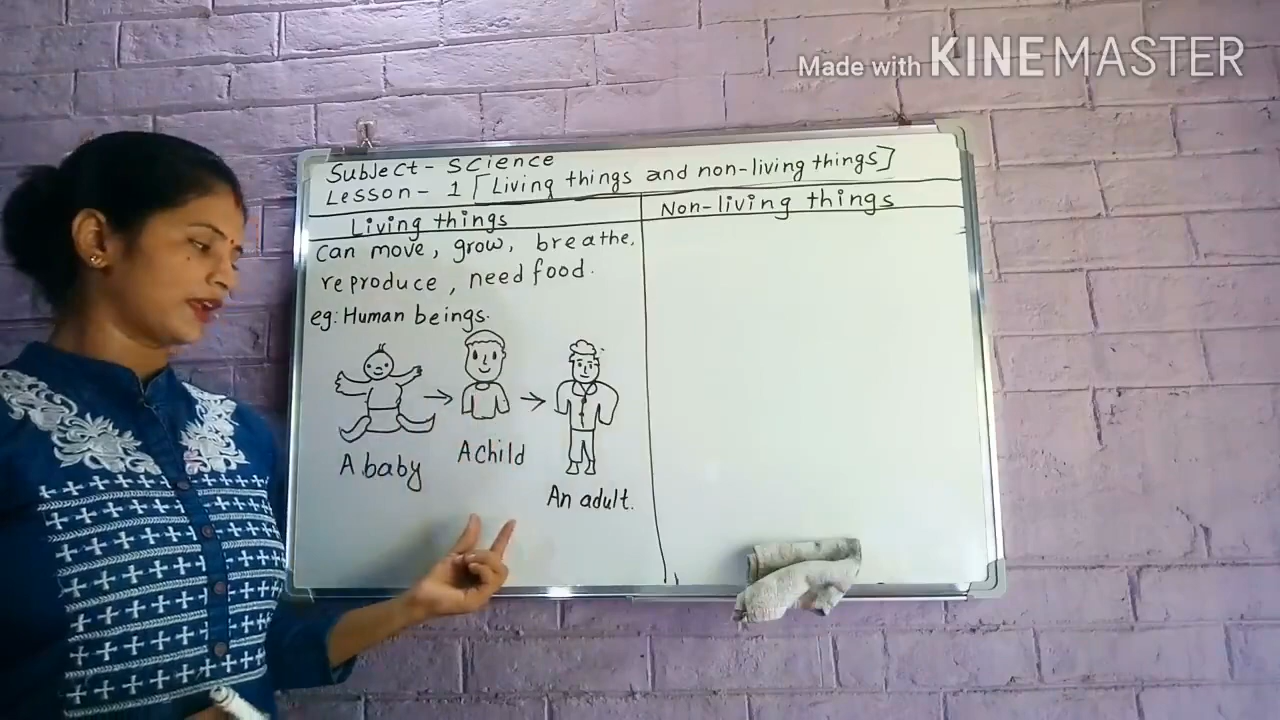 Made with KINEMASTER
Subject - Science
Lesson - 1 [Living things and non-living things]
Living things
Non-living things
Can move, grow, breathe,
reproduce, need food.
eg: Human beings.
A baby
A child
An adult.